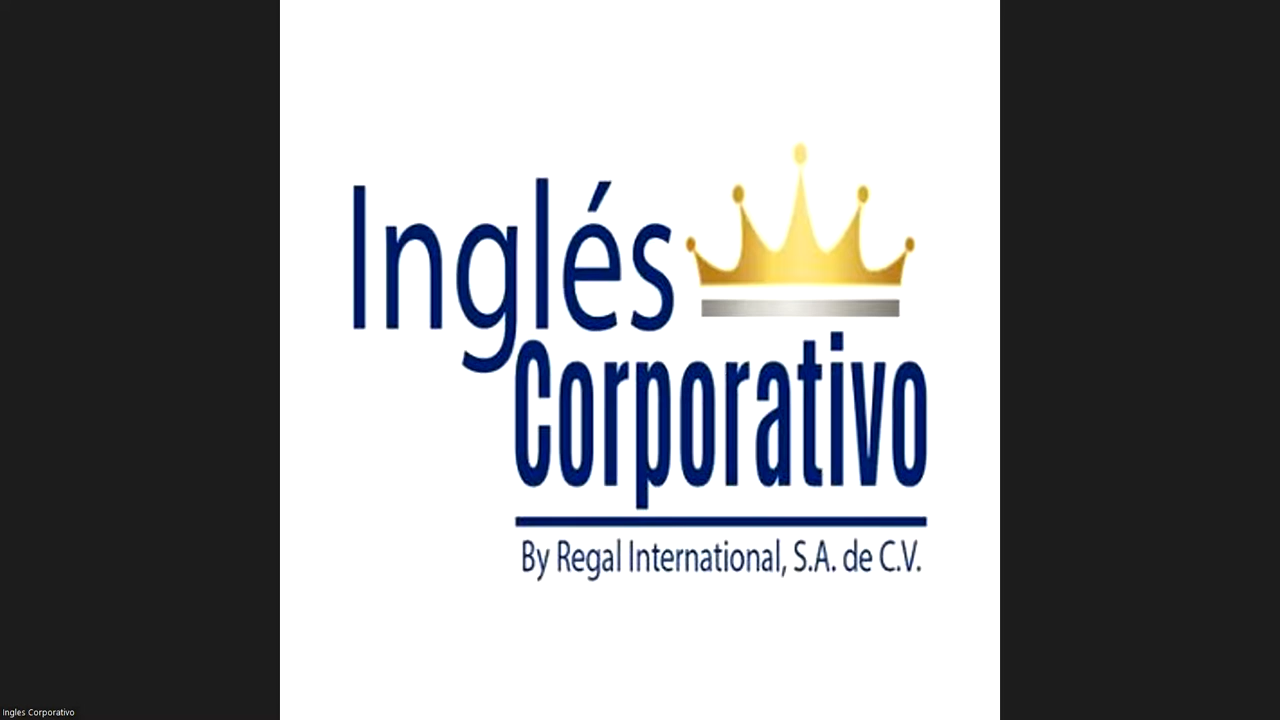 Inglés
Corporativo
By Regal International, S.A. de C.V.
Ingles Corporativo